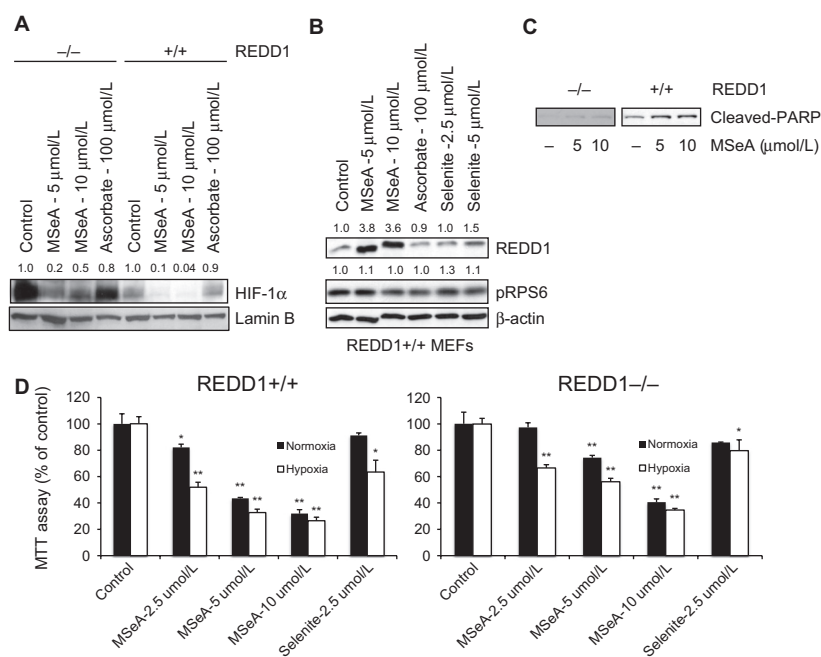 A
–/–
+/+
REDD1
Control
MSeA - 5 μmol/L
MSeA - 10 μmol/L
Ascorbate - 100 μmol/L
Control
MSeA - 5 μmol/L
MSeA - 10 μmol/L
Ascorbate - 100 μmol/L
1.0 0.2 0.5 0.8 1.0 0.1 0.04 0.9
HIF-1α
Lamin B
B
Control
MSeA -5 μmol/L
MSeA - 10 μmol/L
Ascorbate - 100 μmol/L
Selenite -2.5 μmol/L
Selenite -5 μmol/L
1.0 3.8 3.6 0.9 1.0 1.5
REDD1
1.0 1.1 1.0 1.0 1.3 1.1
pRPS6
β-actin
REDD1+/+ MEFs
C
–/–
+/+
REDD1
Cleaved-PARP
– 5 10 – 5 10 MSeA (μmol/L)
D
REDD1+/+
MTT assay (% of control)
120
100
80
60
40
20
0
Normoxia
Hypoxia
* ** ** ** ** ** *
Control
MSeA-2.5 umol/L
MSeA-5 umol/L
MSeA-10 umol/L
Selenite-2.5 umol/L
REDD1–/–
120
100
80
60
40
20
0
Normoxia
Hypoxia
** ** ** ** ** *
Control
MSeA-2.5 umol/L
MSeA-5 umol/L
MSeA-10 umol/L
Selenite-2.5 umol/L